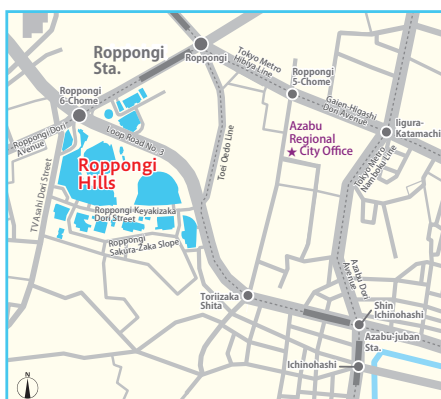 Roppongi
Sta.
Roppongi
Tokyo Metro
Hibiya Line
Roppongi
5-Chome
Gaien-Higashi
Dori Avenue
Iigura-
Katamachi
Roppongi
6-Chome
Roppongi Dori
Avenue
Loop Road No. 3
Toei Oedo Line
Azabu
Regional
★ City Office
Tokyo Metro
Namboku Line
TV Asahi Dori Street
Roppongi
Hills
Roppongi Keyakizaka
Dori Street
Roppongi
Sakura-Zaka Slope
Azabu Dori
Avenue
Toriizaka
Shita
Shin
Ichinohashi
Azabu-juban
Sta.
Ichinohashi
N